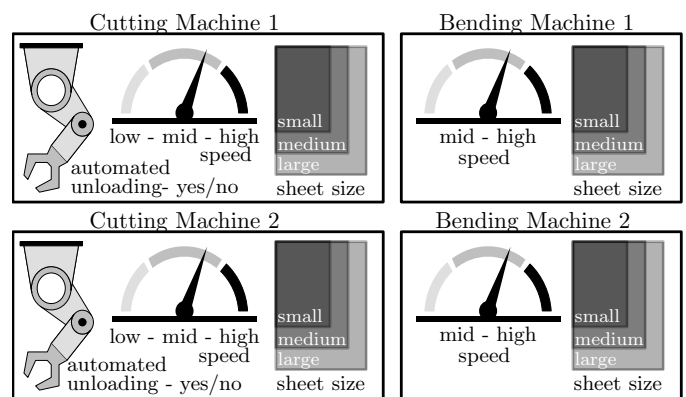 Cutting Machine 1
low - mid - high
speed
automated
unloading- yes/no
small
medium
large
sheet size
Bending Machine 1
mid - high
speed
small
medium
large
sheet size
Cutting Machine 2
low - mid - high
speed
automated
unloading - yes/no
small
medium
large
sheet size
Bending Machine 2
mid - high
speed
small
medium
large
sheet size